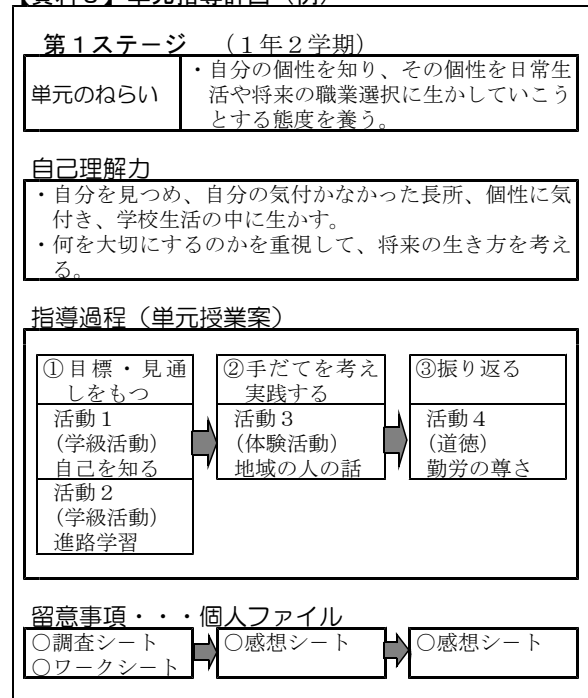 【資料３】単元指導計画（例）
第１ステージ　（１年２学期）
単元のねらい
・自分の個性を知り、その個性を日常生
活や将来の職業選択に生かしていこう
とする態度を養う。
自己理解力
・自分を見つめ、自分の気付かなかった長所、個性に気
付き、学校生活の中に生かす。
・何を大切にするのかを重視して、将来の生き方を考え
る。
指導過程（単元授業案）
①目標・見通
しをもつ
活動１
(学級活動)
自己を知る
活動２
(学級活動)
進路学習
②手だてを考え
実践する
活動３
(体験活動)
地域の人の話
③振り返る
活動４
(道徳)
勤労の尊さ
留意事項・・・個人ファイル
○調査シート
○ワークシート
○感想シート
○感想シート